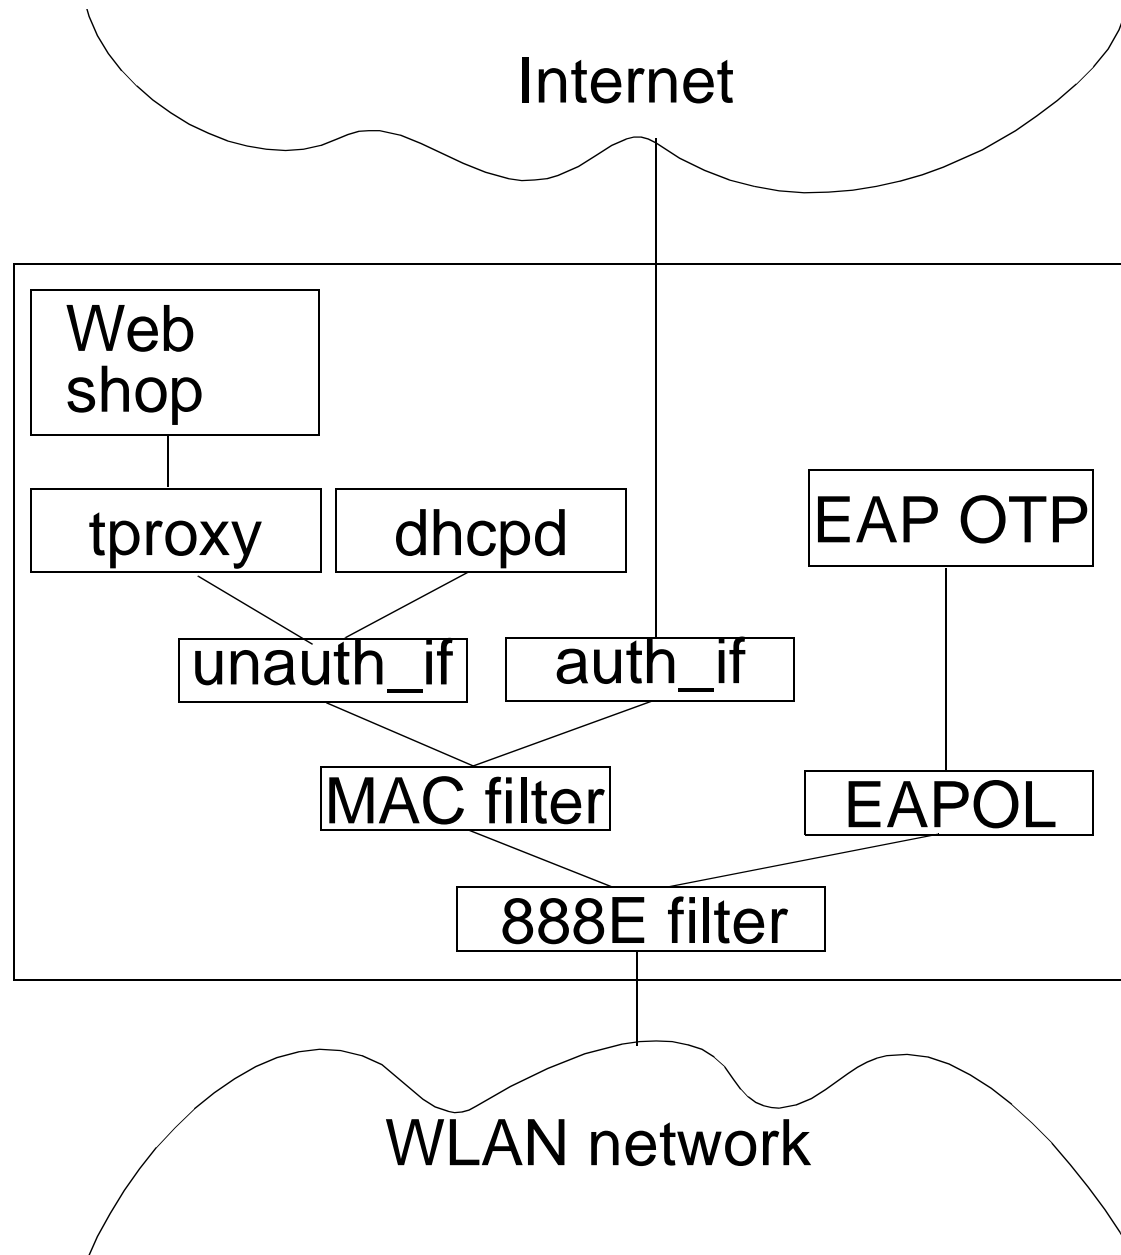 Internet
Web
shop
tproxy
dhcpd
EAP OTP
unauth_if
auth_if
MAC filter
EAPOL
888E filter
WLAN network